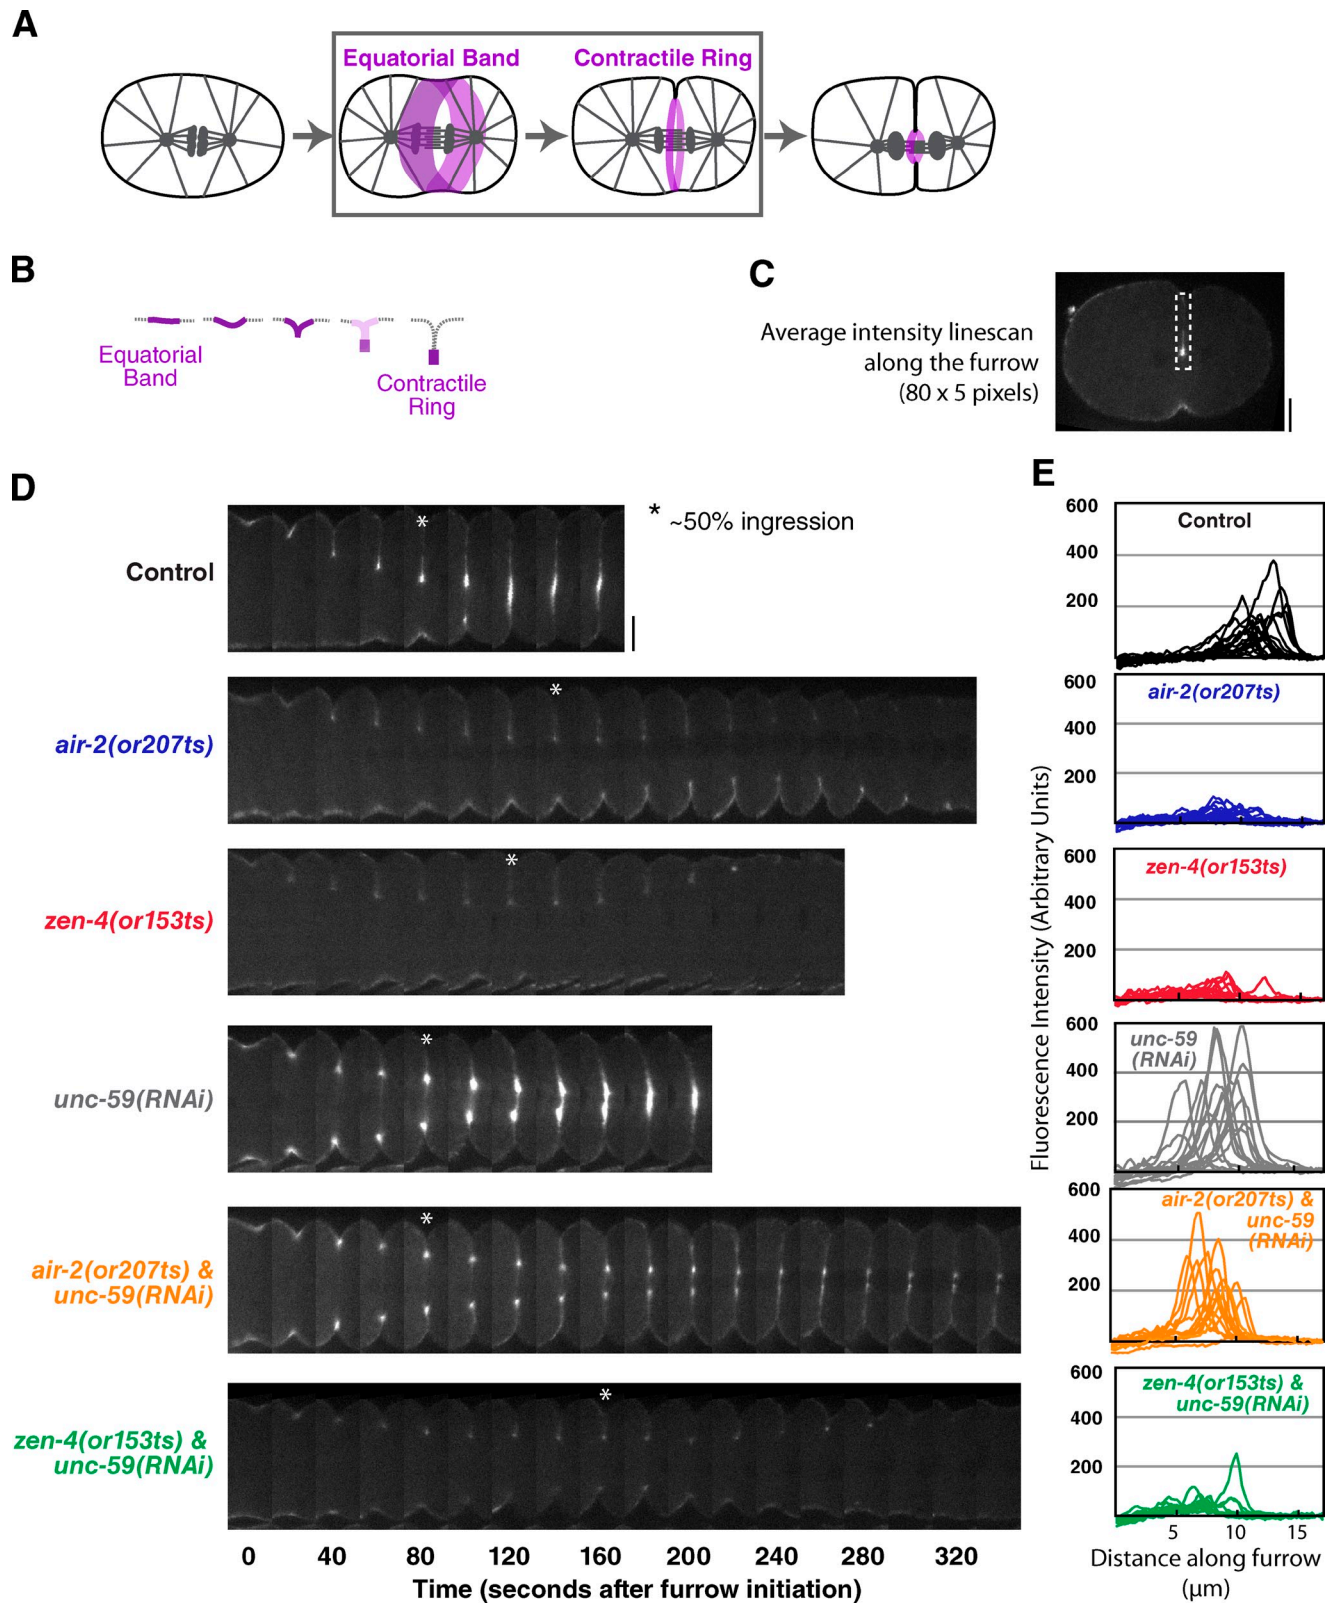 A
Equatorial Band
Contractile Ring
B
Equatorial
Band
Contractile
Ring
C
Average intensity linescan
along the furrow
(80 x 5 pixels)
D
Control
*
* ~50% ingression
air-2(or207ts)
*
zen-4(or153ts)
*
unc-59(RNAi)
*
air-2(or207ts) &
unc-59(RNAi)
*
zen-4(or153ts) &
unc-59(RNAi)
*
0 40 80 120 160 200 240 280 320
Time (seconds after furrow initiation)
E
Fluorescence Intensity (Arbitrary Units)
600
Control
400
200
600
air-2(or207ts)
400
200
600
zen-4(or153ts)
400
200
600
unc-59
(RNAi)
400
200
600
air-2(or207ts) &
unc-59
(RNAi)
400
200
600
zen-4(or153ts) &
unc-59(RNAi)
400
200
5 10 15
Distance along furrow
(μm)